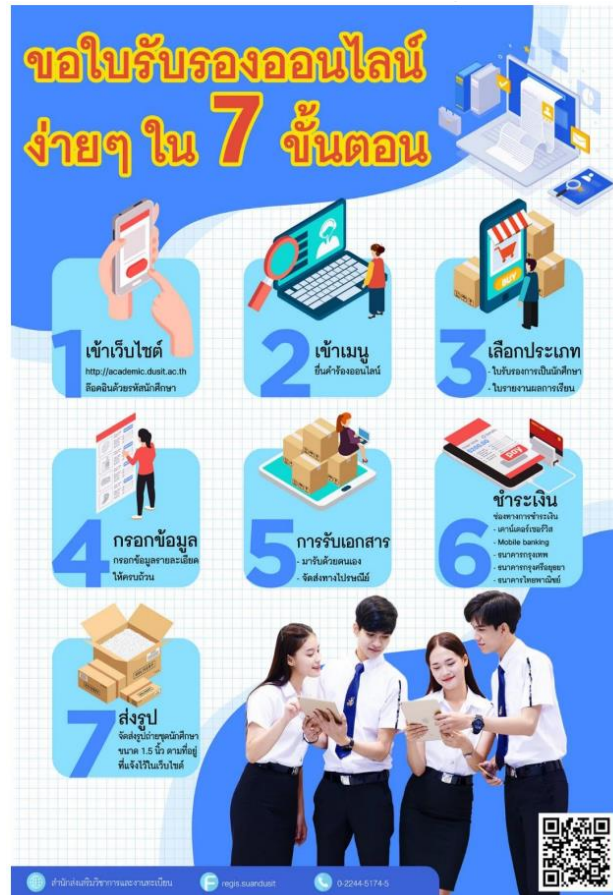 ขอใบรับรองออนไลน์
ง่ายๆ ใน 7 ขั้นตอน
1
เข้าเว็บไซต์
http://academic.dusit.ac.th
ล๊อคอินด้วยรหัสนักศึกษา
2
เข้าเมนู
ยื่นคำร้องออนไลน์
3
เลือกประเภท
- ใบรับรองการเป็นนักศึกษา
- ใบรายงานผลการเรียน
BUY
4
กรอกข้อมูล
กรอกข้อมูลรายละเอียด
ให้ครบถ้วน
5
การรับเอกสาร
- มารับด้วยตนเอง
- จัดส่งทางไปรษณีย์
6
ชำระเงิน
ช่องทางการชำระเงิน
- เคาน์เตอร์เซอร์วิส
- Mobile banking
- ธนาคารกรุงเทพ
- ธนาคารกรุงศรีอยุธยา
- ธนาคารไทยพาณิชย์
pay
7
ส่งรูป
จัดส่งรูปถ่ายชุดนักศึกษา
ขนาด 1.5 นิ้ว ตามที่อยู่
ที่แจ้งไว้ในเว็บไซต์
สำนักส่งเสริมวิชาการและงานทะเบียน
regis.suandusit
0-2244-5174-5